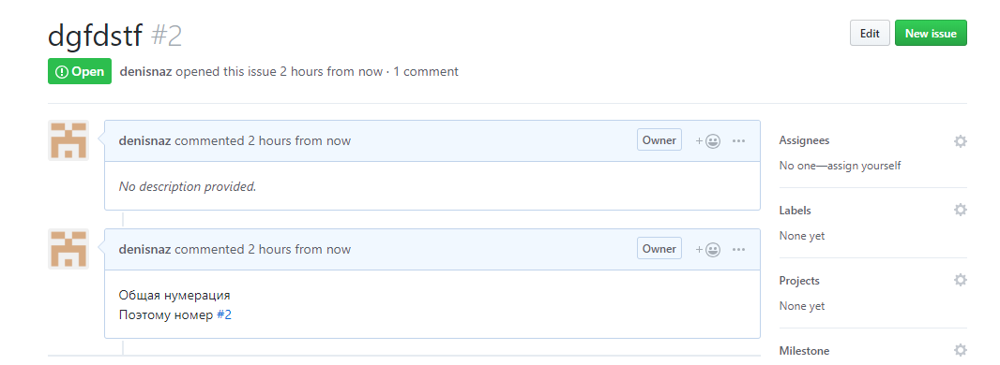 dgfdstf #2
Edit
New issue
Open
denisnaz opened this issue 2 hours from now · 1 comment
denisnaz commented 2 hours from now
Owner
+
···
No description provided.
denisnaz commented 2 hours from now
Owner
+
···
Общая нумерация
Поэтому номер #2
Assignees
No one—assign yourself
Labels
None yet
Projects
None yet
Milestone